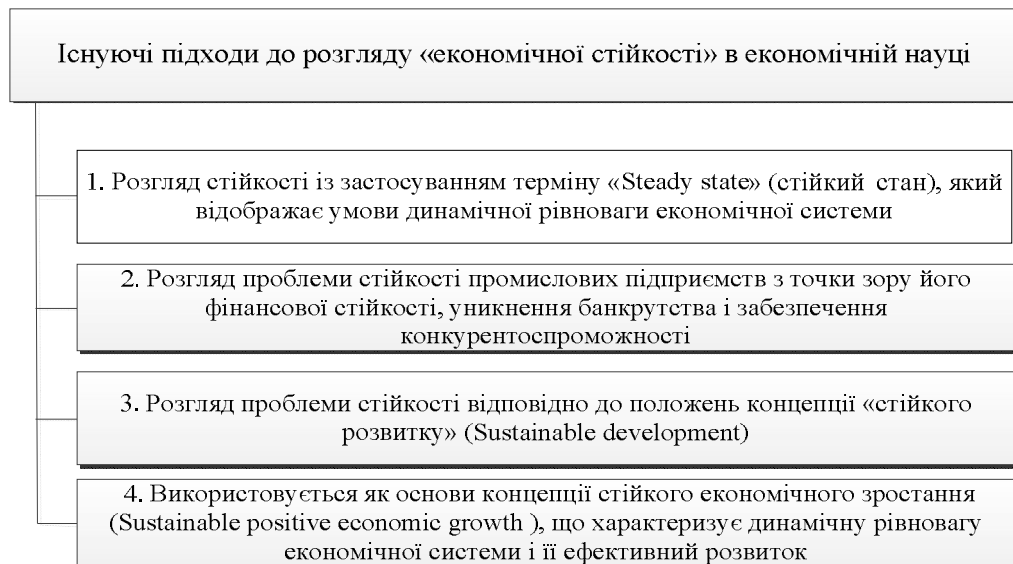 Існуючі підходи до розгляду «економічної стійкості» в економічній науці
1. Розгляд стійкості із застосуванням терміну «Steady state» (стійкий стан), який
відображає умови динамічної рівноваги економічної системи
2. Розгляд проблеми стійкості промислових підприємств з точки зору його
фінансової стійкості, уникнення банкрутства і забезпечення
конкурентоспроможності
3. Розгляд проблеми стійкості відповідно до положень концепції «стійкого
розвитку» (Sustainable development)
4. Використовується як основи концепції стійкого економічного зростання
(Sustainable positive economic growth ), що характеризує динамічну рівновагу
економічної системи і її ефективний розвиток